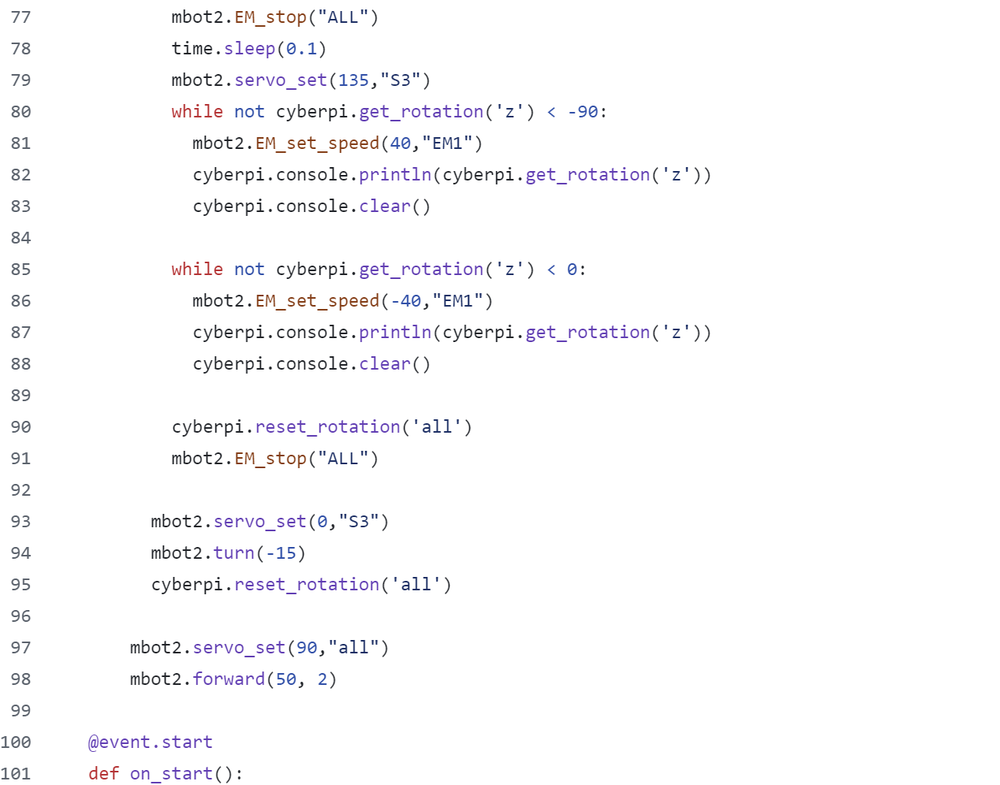 77 mbot2.EM_stop("ALL")
78 time.sleep(0.1)
79 mbot2.servo_set(135,"S3")
80 while not cyberpi.get_rotation('z') < -90:
81 mbot2.EM_set_speed(40,"EM1")
82 cyberpi.console.println(cyberpi.get_rotation('z'))
83 cyberpi.console.clear()
84
85 while not cyberpi.get_rotation('z') < 0:
86 mbot2.EM_set_speed(-40,"EM1")
87 cyberpi.console.println(cyberpi.get_rotation('z'))
88 cyberpi.console.clear()
89
90 cyberpi.reset_rotation('all')
91 mbot2.EM_stop("ALL")
92
93 mbot2.servo_set(0,"S3")
94 mbot2.turn(-15)
95 cyberpi.reset_rotation('all')
96
97 mbot2.servo_set(90,"all")
98 mbot2.forward(50, 2)
99
100 @event.start
101 def on_start():